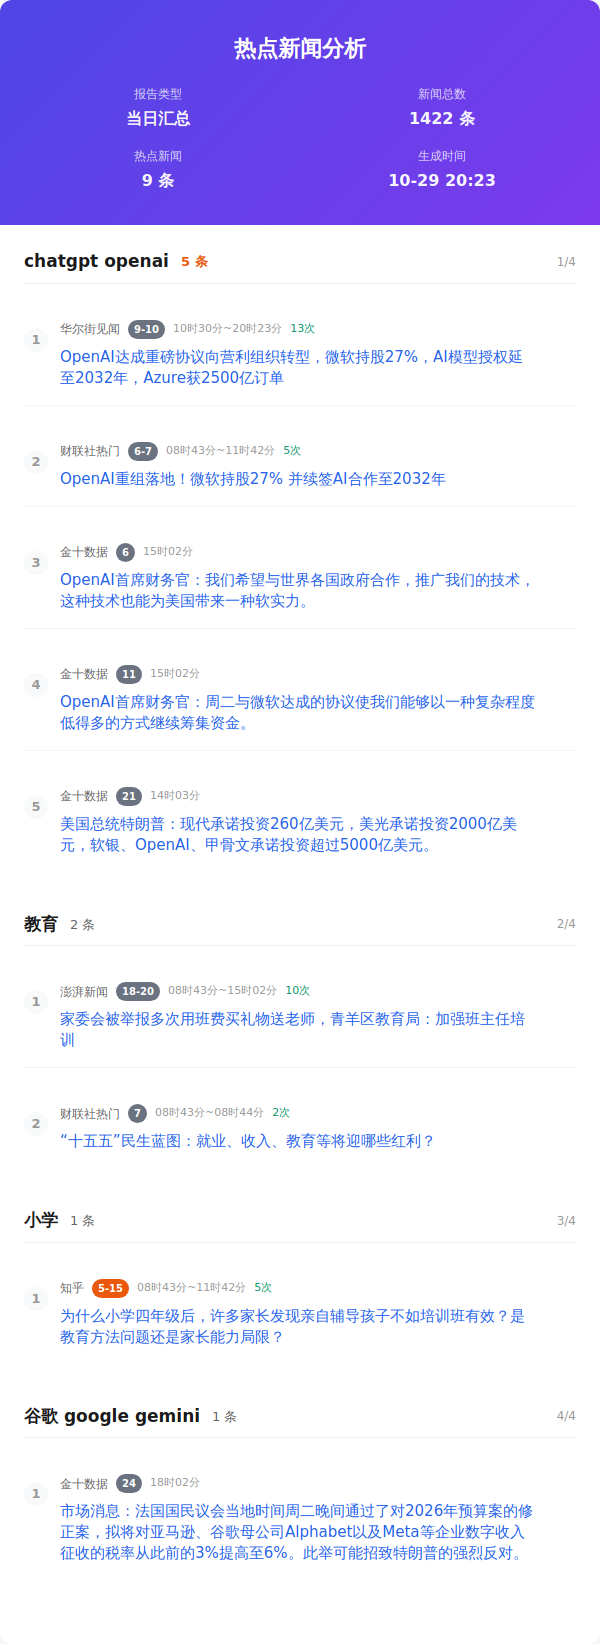 热点新闻分析
报告类型
新闻总数
当日汇总
1422 条
热点新闻
生成时间
9 条
10-29 20:23
chatgpt openai 5 条 1/4
1 华尔街见闻 9-10 10时30分~20时23分 13次
OpenAI达成重磅协议向营利组织转型，微软持股27%，AI模型授权延
至2032年，Azure获2500亿订单
2 财联社热门 6-7 08时43分~11时42分 5次
OpenAI重组落地！微软持股27% 并续签AI合作至2032年
3 金十数据 6 15时02分
OpenAI首席财务官：我们希望与世界各国政府合作，推广我们的技术，
这种技术也能为美国带来一种软实力。
4 金十数据 11 15时02分
OpenAI首席财务官：周二与微软达成的协议使我们能够以一种复杂程度
低得多的方式继续筹集资金。
5 金十数据 21 14时03分
美国总统特朗普：现代承诺投资260亿美元，美光承诺投资2000亿美
元，软银、OpenAI、甲骨文承诺投资超过5000亿美元。
教育 2 条 2/4
1 澎湃新闻 18-20 08时43分~15时02分 10次
家委会被举报多次用班费买礼物送老师，青羊区教育局：加强班主任培
训
2 财联社热门 7 08时43分~08时44分 2次
“十五五”民生蓝图：就业、收入、教育等将迎哪些红利？
小学 1 条 3/4
1 知乎 5-15 08时43分~11时42分 5次
为什么小学四年级后，许多家长发现亲自辅导孩子不如培训班有效？是
教育方法问题还是家长能力局限？
谷歌 google gemini 1 条 4/4
1 金十数据 24 18时02分
市场消息：法国国民议会当地时间周二晚间通过了对2026年预算案的修
正案，拟将对亚马逊、谷歌母公司Alphabet以及Meta等企业数字收入
征收的税率从此前的3%提高至6%。此举可能招致特朗普的强烈反对。